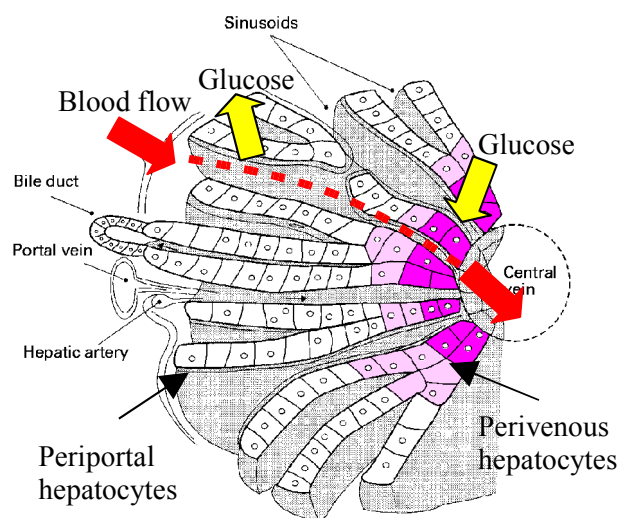 Sinusoids
Glucose
Blood flow
Glucose
Bile duct
Portal vein
Central
vein
Hepatic artery
Periportal
hepatocytes
Perivenous
hepatocytes